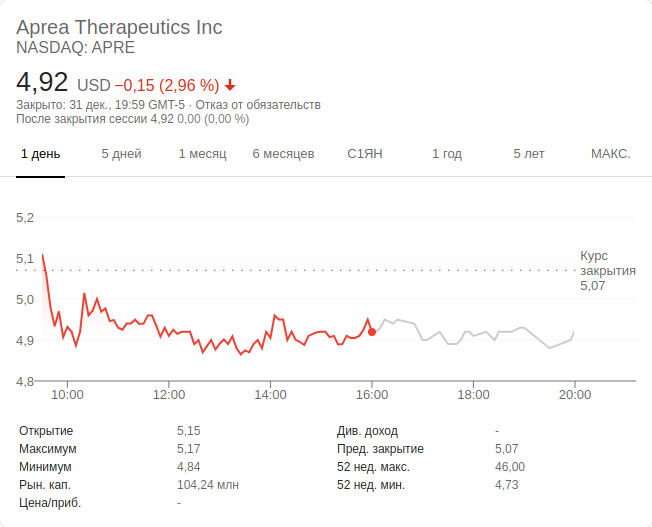 Aprea Therapeutics Inc
NASDAQ: APRE
4,92 USD −0,15 (2,96 %)
Закрыто: 31 дек., 19:59 GMT-5 · Отказ от обязательств
После закрытия сессии 4,92 0,00 (0,00 %)
1 день 5 дней 1 месяц 6 месяцев С1ЯН 1 год 5 лет МАКС.
5,2
5,1
5,0
4,9
4,8
Курс
закрытия
5,07
10:00 12:00 14:00 16:00 18:00 20:00
Открытие 5,15 Див. доход -
Максимум 5,17 Пред. закрытие 5,07
Минимум 4,84 52 нед. макс. 46,00
Рын. кап. 104,24 млн 52 нед. мин. 4,73
Цена/приб. -